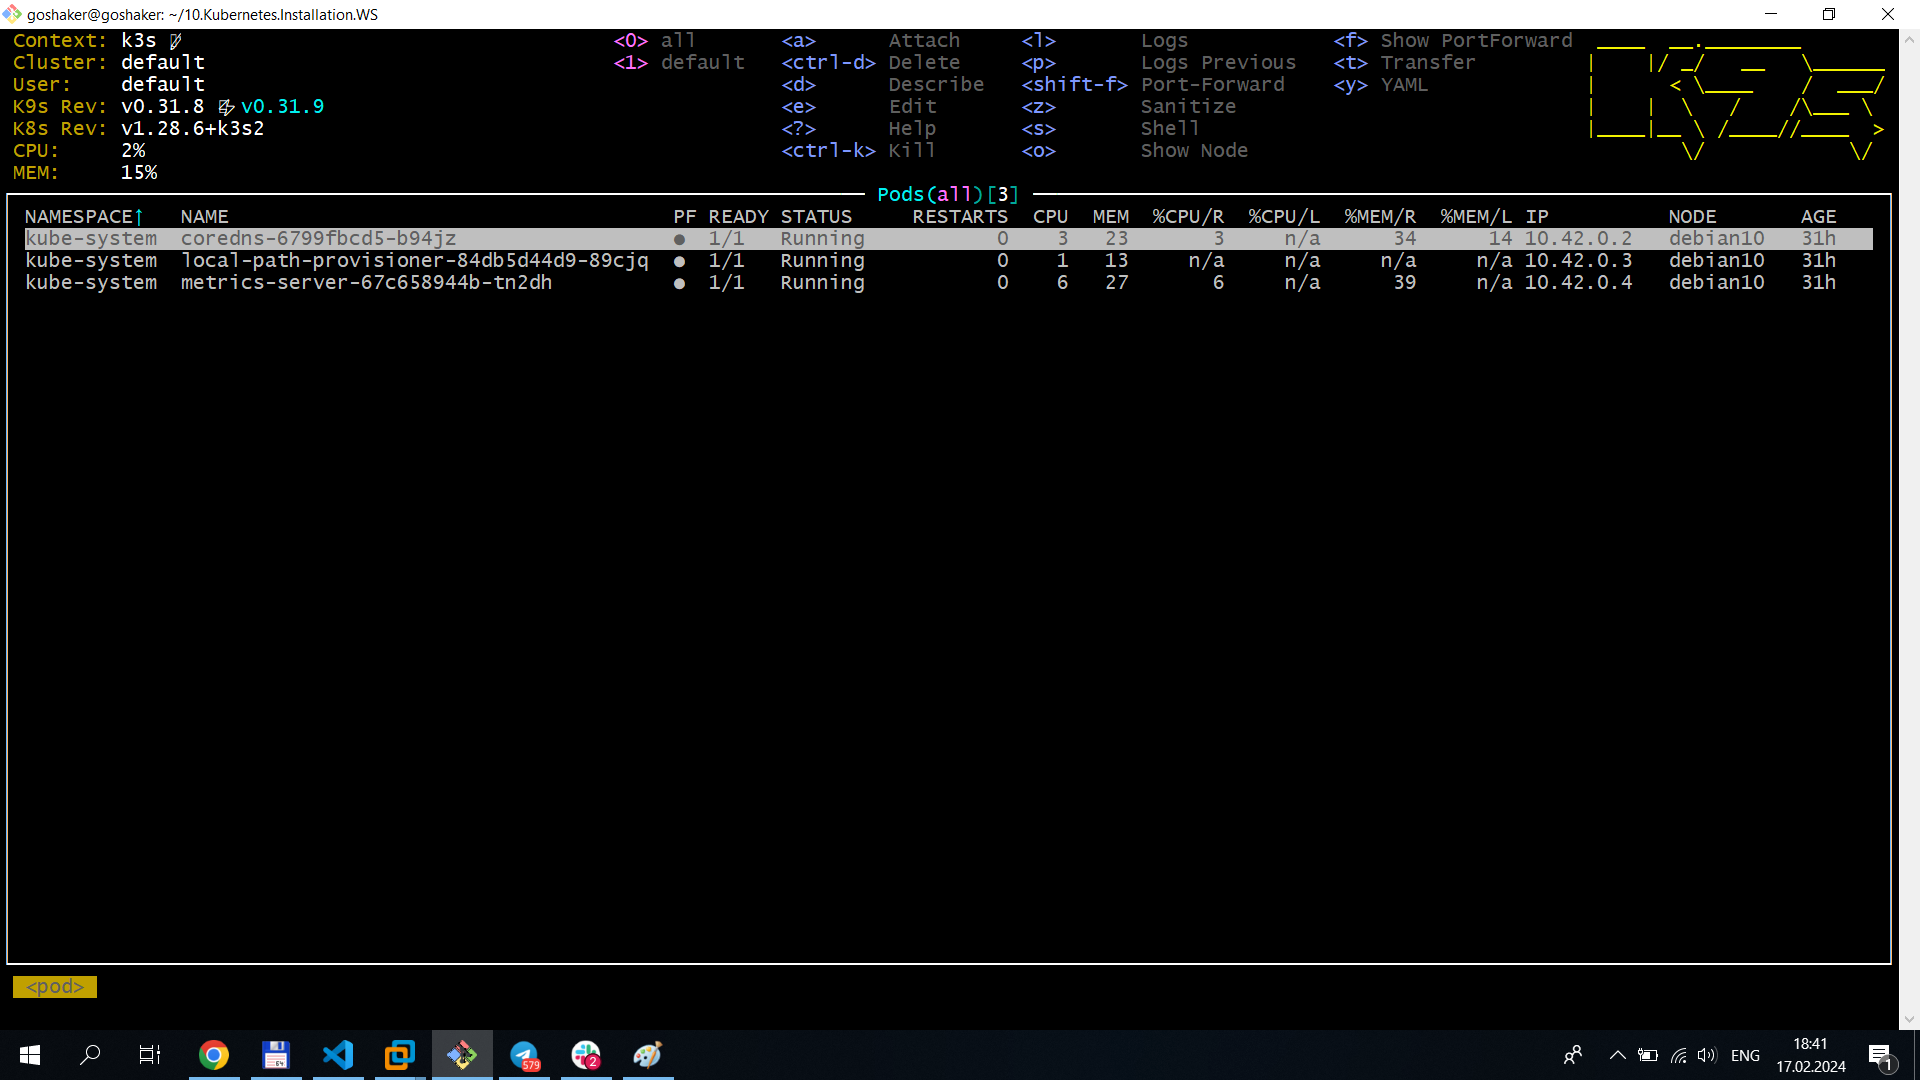 goshaker@goshaker: ~/10.Kubernetes.Installation.WS
Context: k3s <0> all <a> Attach <l> Logs <f> Show PortForward
Cluster: default <1> default <ctrl-d> Delete <p> Logs Previous <t> Transfer
User: default <d> Describe <shift-f> Port-Forward <y> YAML
K9s Rev: v0.31.8 ⚡v0.31.9 <e> Edit <z> Sanitize
K8s Rev: v1.28.6+k3s2 <?> Help <s> Shell
CPU: 2% <ctrl-k> Kill <o> Show Node
MEM: 15%
Pods(all)[3]
NAMESPACE↑ NAME PF READY STATUS RESTARTS CPU MEM %CPU/R %CPU/L %MEM/R %MEM/L IP NODE AGE
kube-system coredns-6799fbcd5-b94jz ● 1/1 Running 0 3 23 3 n/a 34 14 10.42.0.2 debian10 31h
kube-system local-path-provisioner-84db5d44d9-89cjq ● 1/1 Running 0 1 13 n/a n/a n/a n/a 10.42.0.3 debian10 31h
kube-system metrics-server-67c658944b-tn2dh ● 1/1 Running 0 6 27 6 n/a 39 n/a 10.42.0.4 debian10 31h
<pod>
64
579
2
ENG
18:41
17.02.2024
1